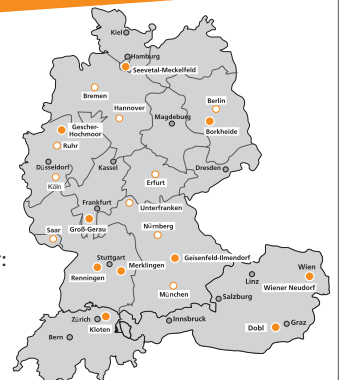 Kiel
Hamburg
Seevetal-Meckelfeld
Bremen
Hannover
Berlin
Magdeburg
Borkheide
Gescher-
Hochmoor
Ruhr
Düsseldorf
Kassel
Dresden
Köln
Erfurt
Frankfurt
Unterfranken
Groß-Gerau
Saar
Nürnberg
:
Stuttgart
Merklingen
Geisenfeld-Ilmendorf
Renningen
München
Wien
Linz
Wiener Neudorf
Salzburg
Zürich
Kloten
Innsbruck
Dobl
Graz
Bern